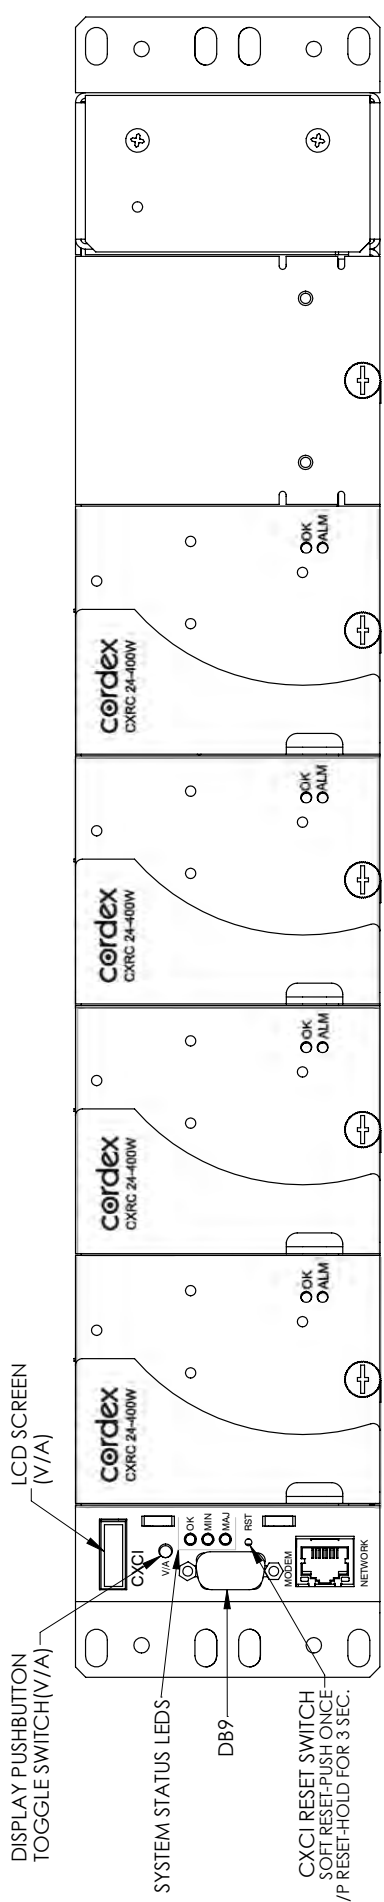 DISPLAY PUSHBUTTON
TOGGLE SWITCH(V/A)
LCD SCREEN
(V/A)
SYSTEM STATUS LEDS
DB9
CXCI RESET SWITCH
SOFT RESET-PUSH ONCE
/P RESET-HOLD FOR 3 SEC.
CXCI
V/A
OK
MIN
MAJ
RST
MODEM
NETWORK
cordex
CXRC 24-400W
OK
ALM
cordex
CXRC 24-400W
OK
ALM
cordex
CXRC 24-400W
OK
ALM
cordex
CXRC 24-400W
OK
ALM